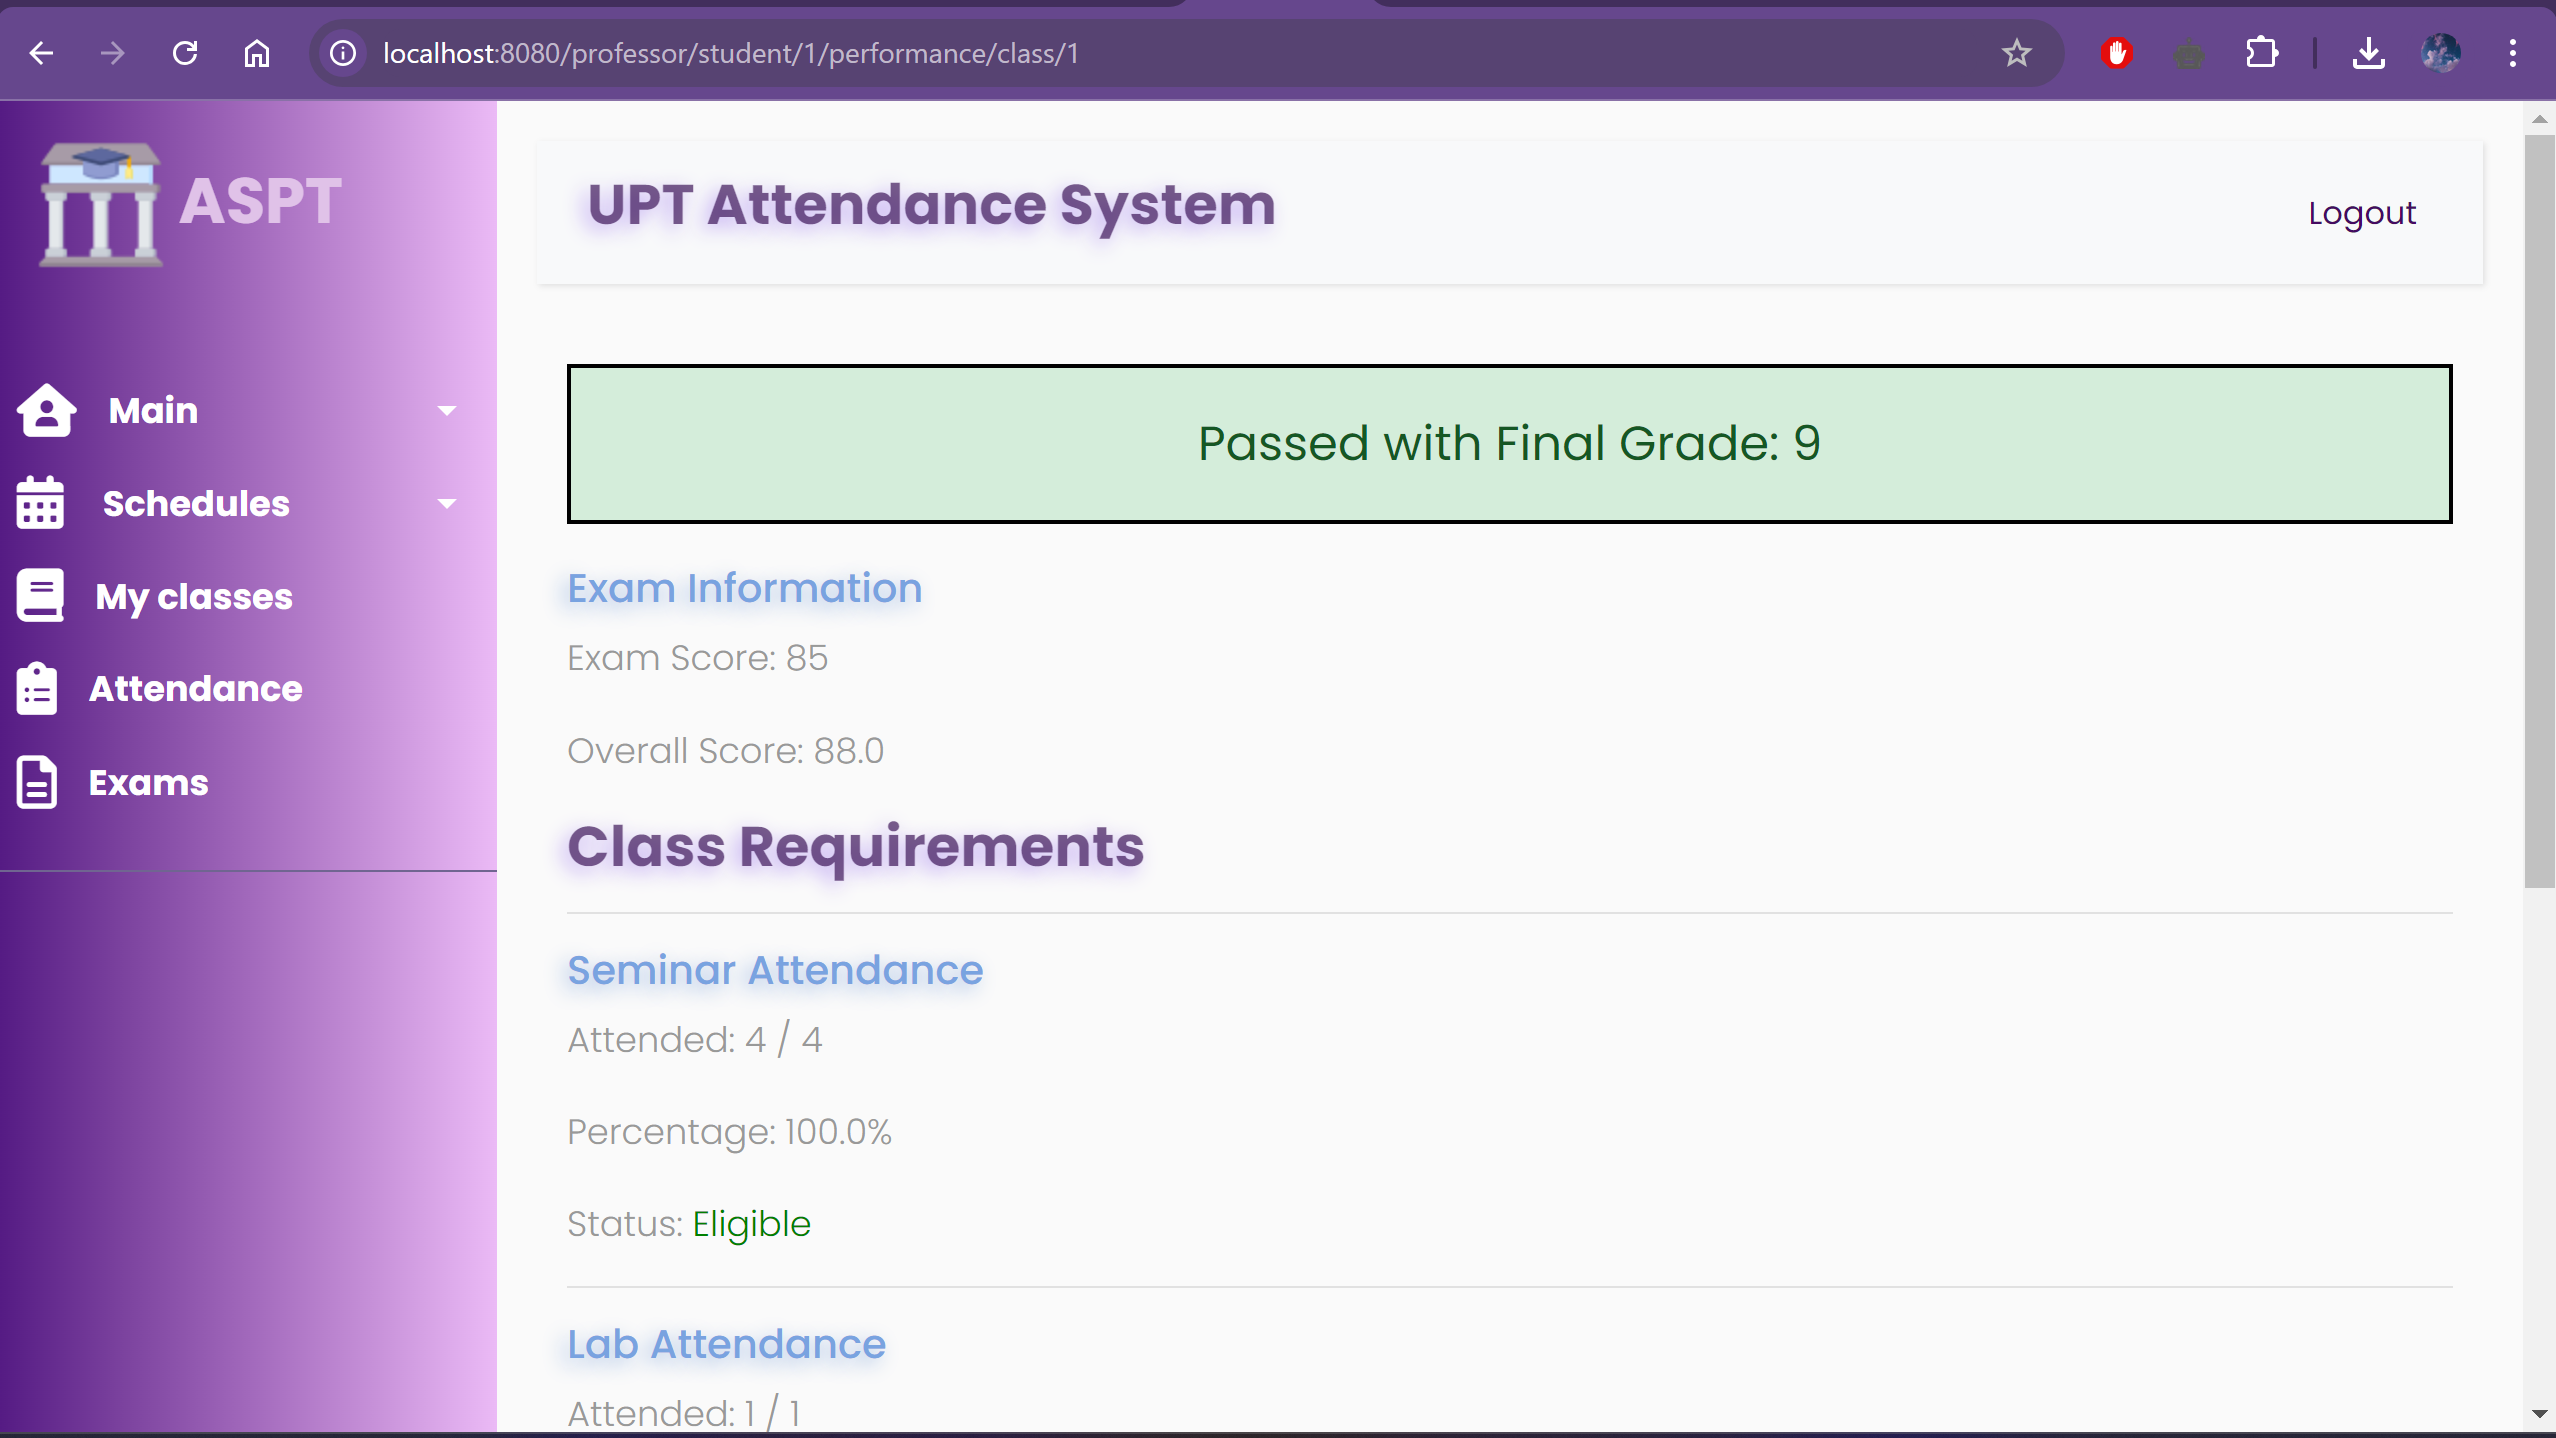 localhost:8080/professor/student/1/performance/class/1
ASPT
UPT Attendance System
Logout
Main
Schedules
My classes
Attendance
Exams
Passed with Final Grade: 9
Exam Information
Exam Score: 85
Overall Score: 88.0
Class Requirements
Seminar Attendance
Attended: 4 / 4
Percentage: 100.0%
Status: Eligible
Lab Attendance
Attended: 1 / 1